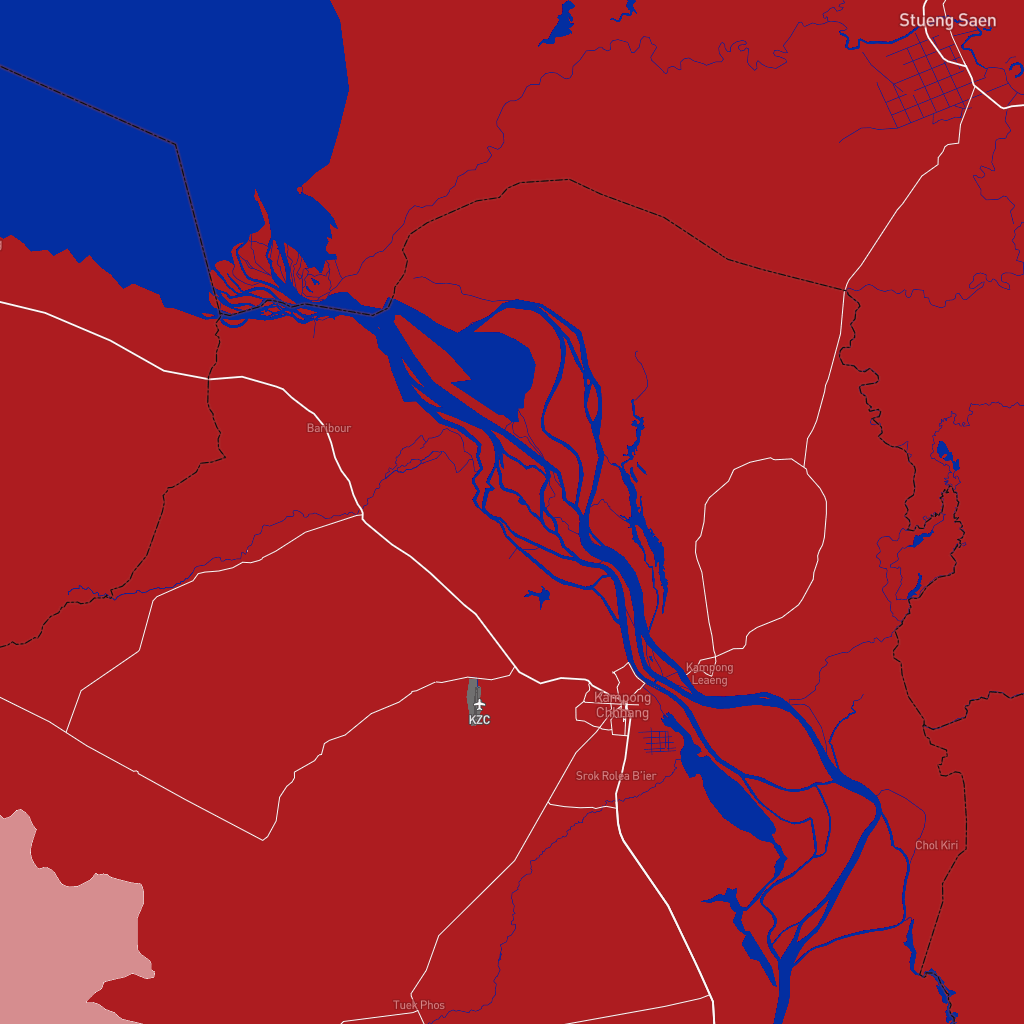 Stueng Saen
Baribour
Kampong
Leaeng
Kampong
Chhnang
KZC
Srok Rolea B'ier
Chol Kiri
Tuek Phos